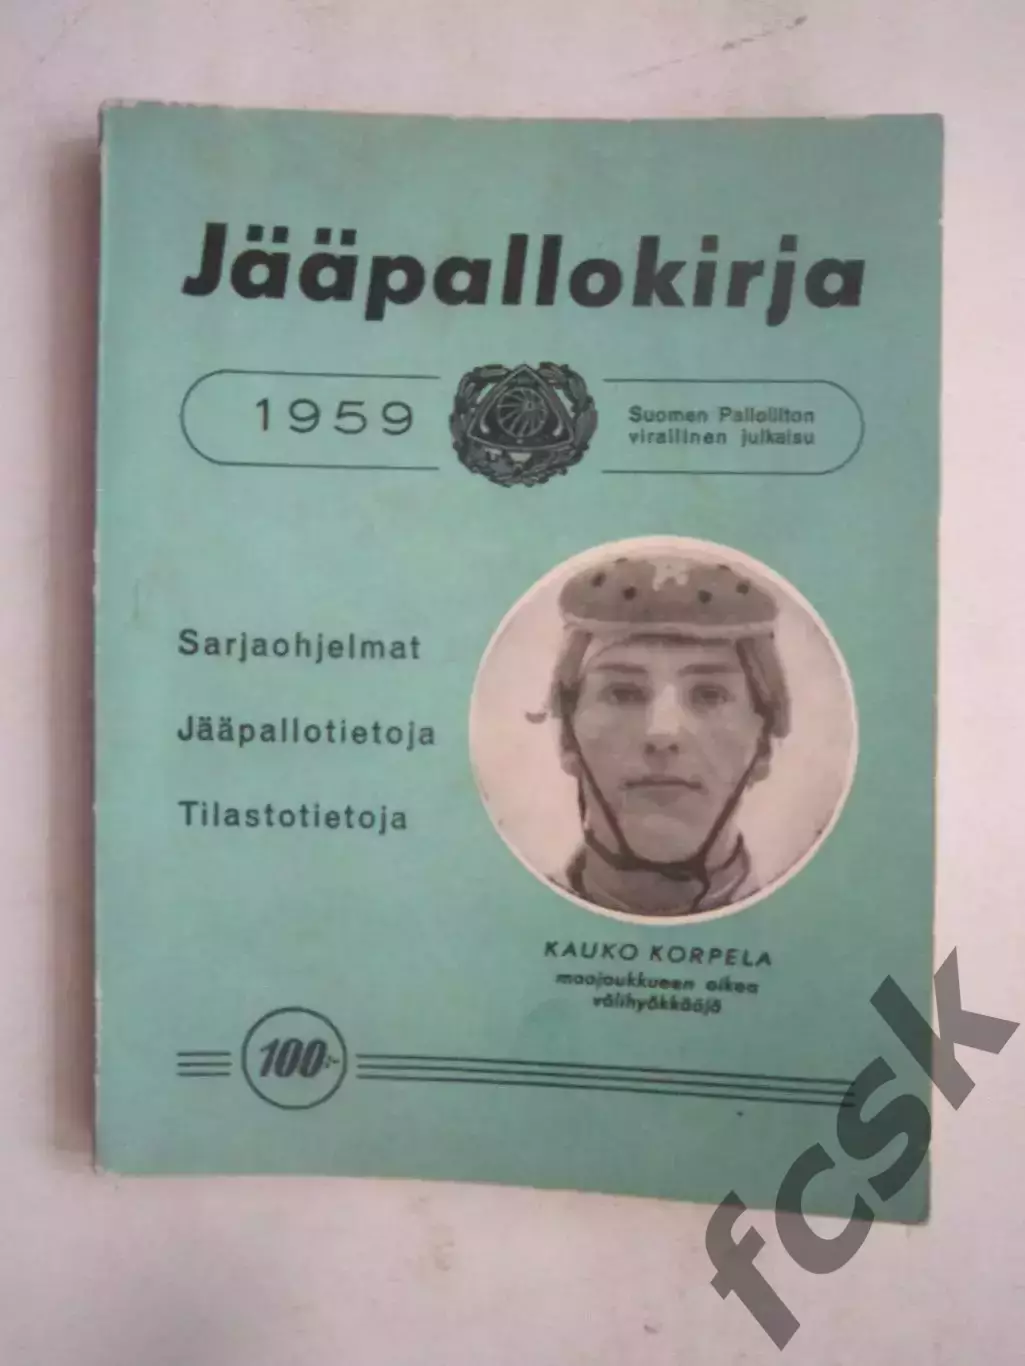 Jääpallokirja
1959
Suomen Palloliiton
virallinen julkaisu
Sarjaohjelmat
Jääpallotietoja
Tilastotietoja
KAUKO KORPELA
maajoukkueen oikea
välihyökkääjä
100:-
fcsk